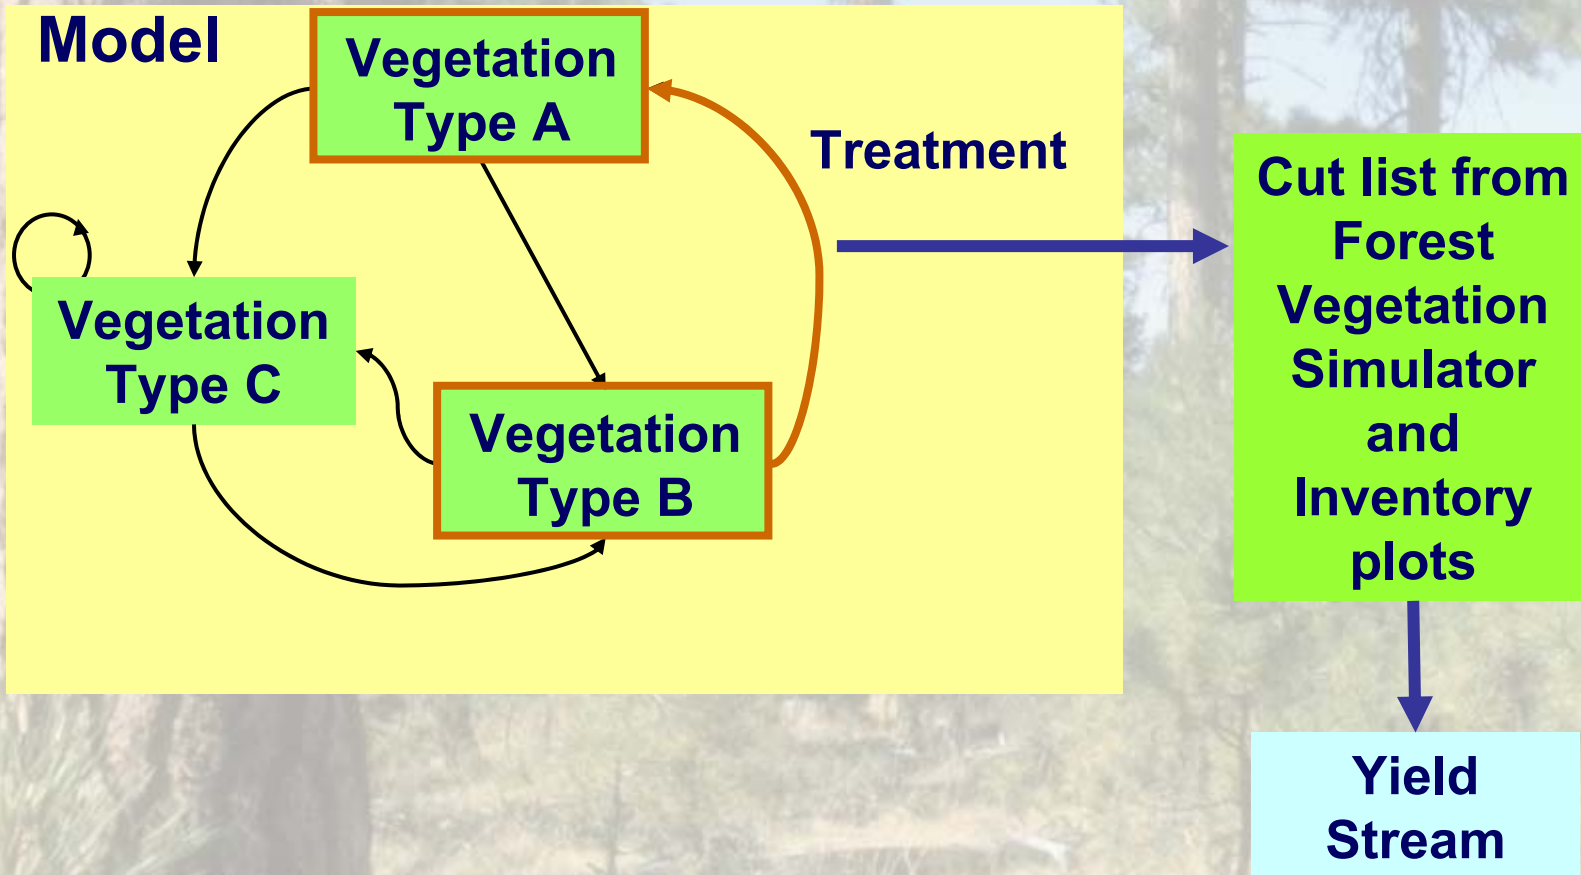 Model
Vegetation
Type A
Treatment
Vegetation
Type C
Vegetation
Type B
Cut list from
Forest
Vegetation
Simulator
and
Inventory
plots
Yield
Stream